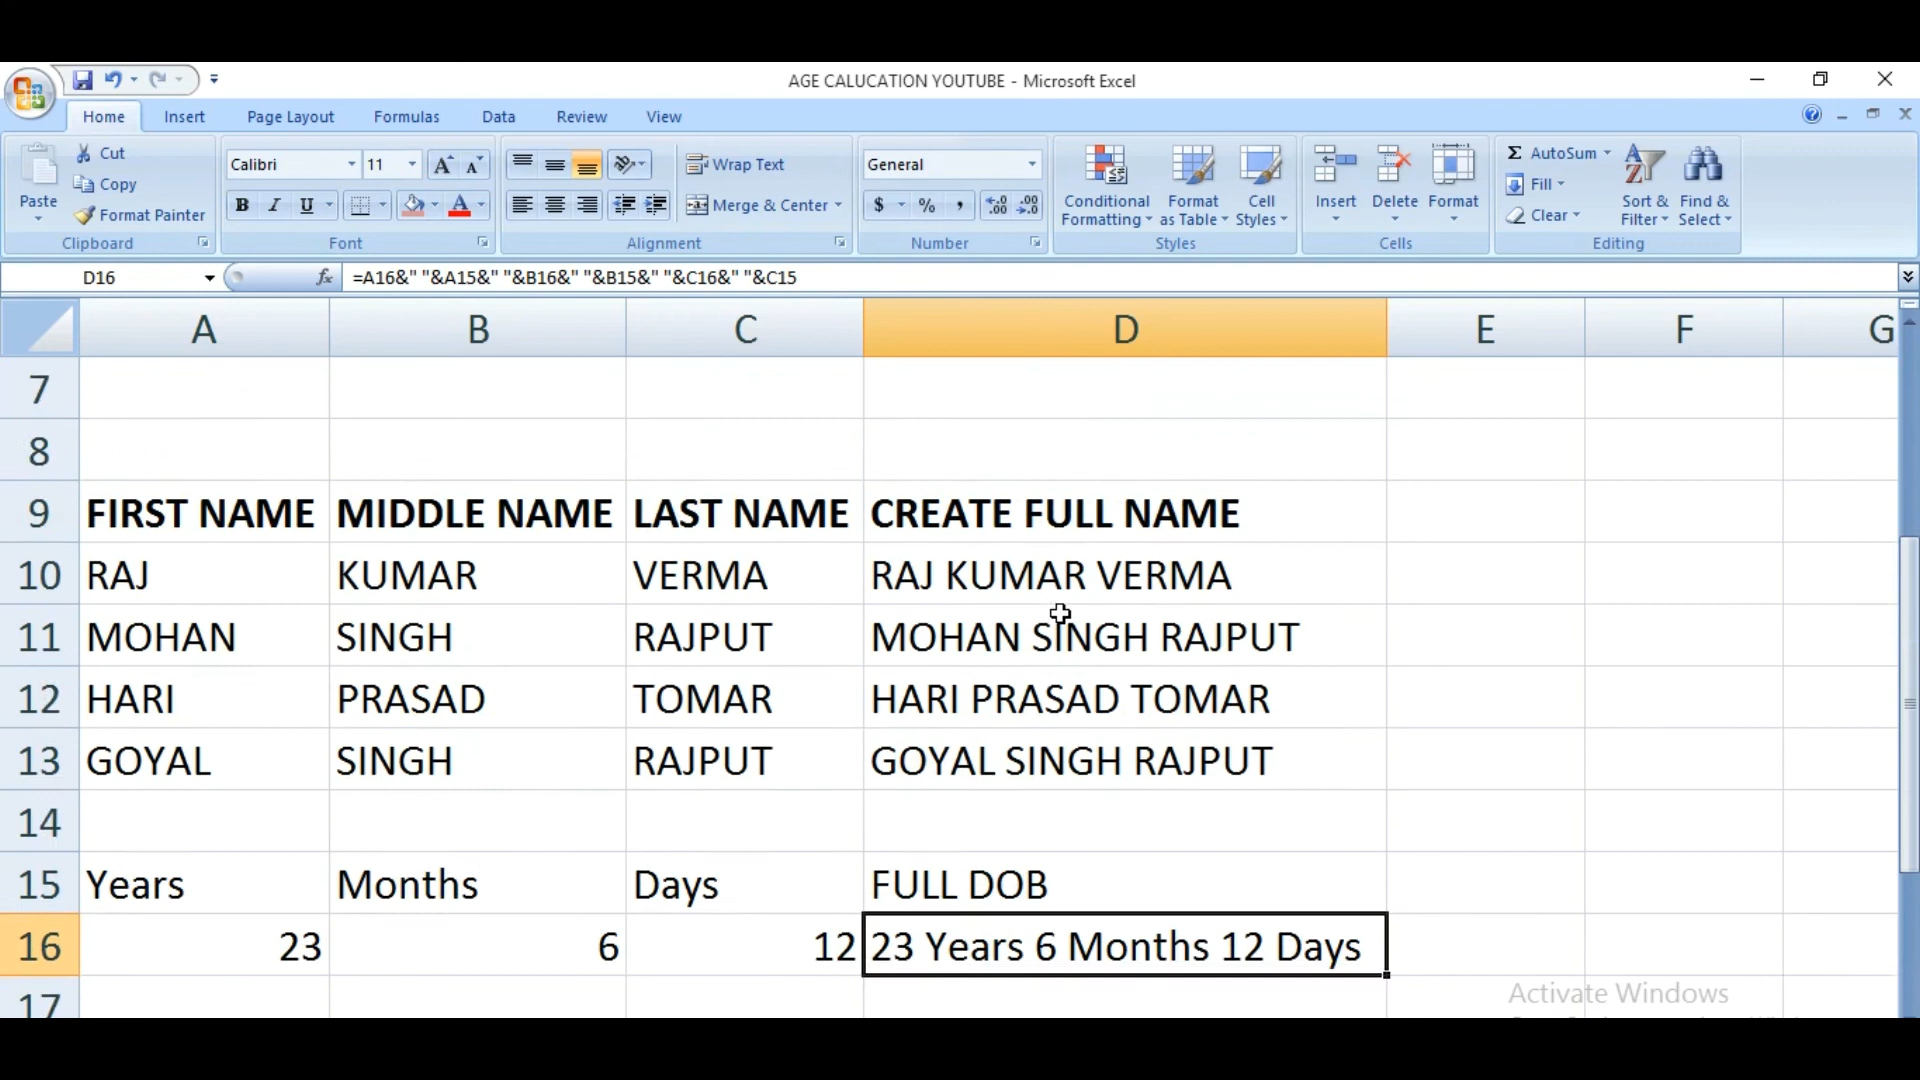 AGE CALUCATION YOUTUBE - Microsoft Excel
Home Insert Page Layout Formulas Data Review View
Paste
Cut
Copy
Format Painter
Clipboard
Calibri 11
B I U
Font
Wrap Text
Merge & Center
Alignment
General
$ % ,
Number
Conditional Formatting
Format as Table
Cell Styles
Styles
Insert
Delete
Format
Cells
Σ AutoSum
Fill
Clear
Sort & Filter
Find & Select
Editing
D16 fx =A16&" "&A15&" "&B16&" "&B15&" "&C16&" "&C15
A B C D E F G
7
8
9 FIRST NAME MIDDLE NAME LAST NAME CREATE FULL NAME
10 RAJ KUMAR VERMA RAJ KUMAR VERMA
11 MOHAN SINGH RAJPUT MOHAN SINGH RAJPUT
12 HARI PRASAD TOMAR HARI PRASAD TOMAR
13 GOYAL SINGH RAJPUT GOYAL SINGH RAJPUT
14
15 Years Months Days FULL DOB
16 23 6 12 23 Years 6 Months 12 Days
17
Activate Windows